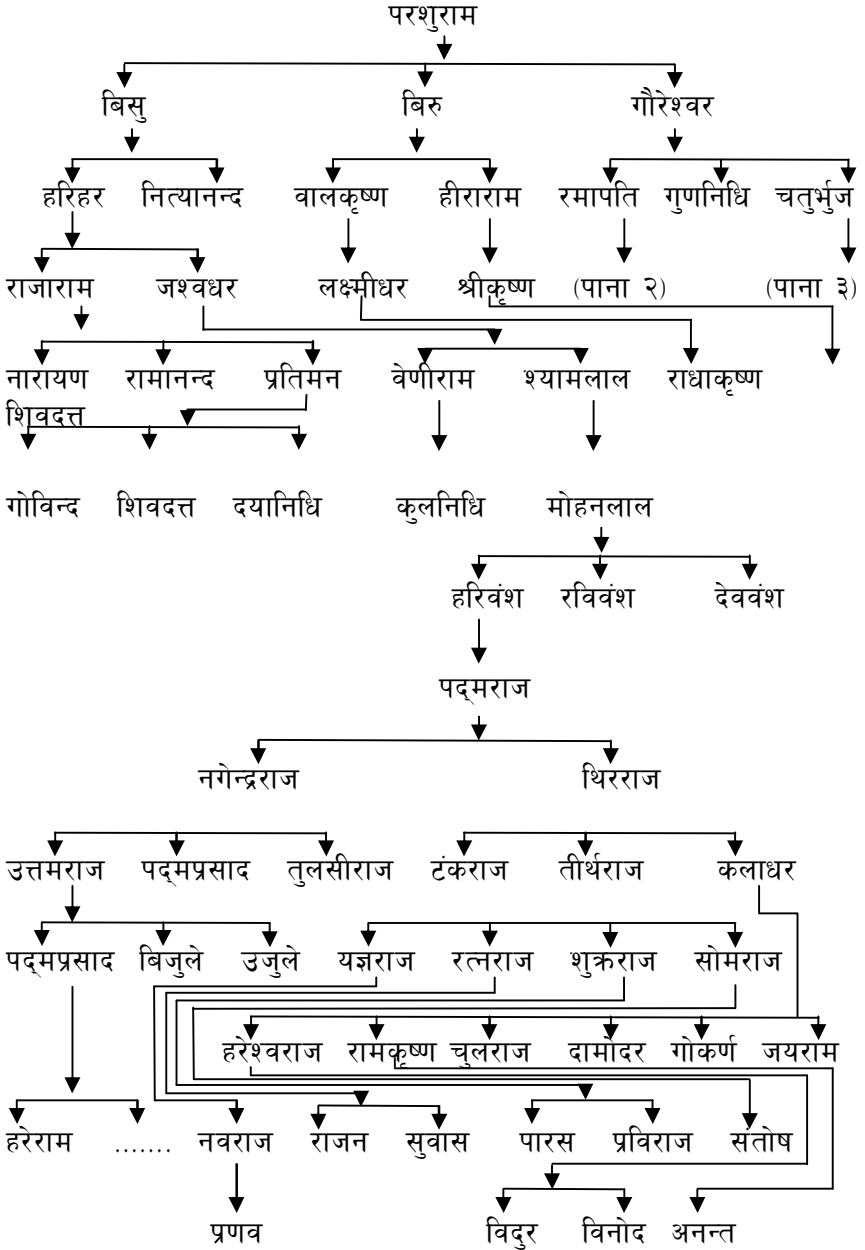 परशुराम
बिसु बिरु गौरेश्वर
हरिहर नित्यानन्द वालकृष्ण हीराराम रमापति गुणनिधि चतुर्भुज
राजाराम जश्वधर लक्ष्मीधर श्रीकृष्ण (पाना २) (पाना ३)
नारायण रामानन्द प्रतिमन वेणीराम श्यामलाल राधाकृष्ण
शिवदत्त
गोविन्द शिवदत्त दयानिधि कुलनिधि मोहनलाल
हरिवंश रविवंश देववंश
पद्मराज
नगेन्द्रराज थिरराज
उत्तमराज पद्मप्रसाद तुलसीराज टंकराज तीर्थराज कलाधर
पद्मप्रसाद बिजुले उजुले यज्ञराज रत्नराज शुक्रराज सोमराज
हरेश्वराज रामकृष्ण चुलराज दामोदर गोकर्ण जयराम
हरेराम ....... नवराज राजन सुवास पारस प्रविराज संतोष
प्रणव विदुर विनोद अनन्त